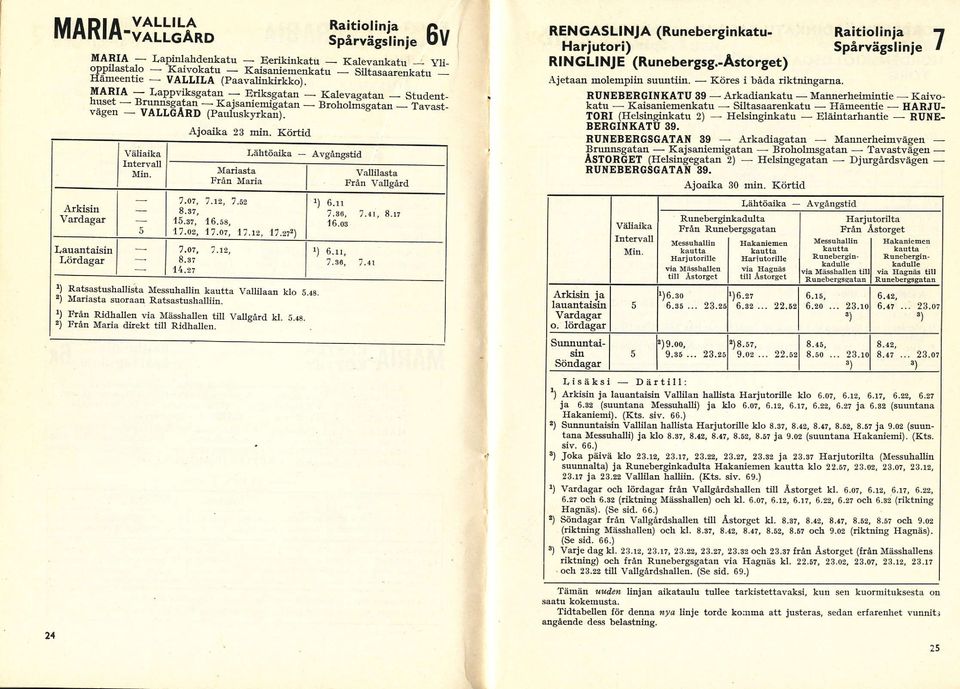 MARIA-VALLILA
VALLGÅRD
Raitiolinja
Spårvägslinje
6V
MARIA — Lapinlahdenkatu — Eerikinkatu — Kalevankatu — Yli-
oppilastalo — Kaivokatu — Kaisaniemenkatu — Siltasaarenkatu —
Hämeentie — VALLILA (Paavalinkirkko).
MARIA — Lappviksgatan — Eriksgatan — Kalevagatan — Student-
huset — Brunnsgatan — Kajsaniemigatan — Broholmsgatan — Tavast-
vägen — VALLGÅRD (Pauluskyrkan).
Ajoaika 23 min. Körtid
Väliaika
Intervall
Min.
Lähtöaika — Avgångstid
Mariasta
Från Maria
Vallilasta
Från Vallgård
Arkisin
Vardagar
— 7.07, 7.12, 7.52 ¹) 6.11
— 8.37, 7.36, 7.41, 8.17
— 15.37, 16.58, 16.03
5 17.02, 17.07, 17.12, 17.27²)
Lauantaisin
Lördagar
— 7.07, 7.12, ¹) 6.11,
— 8.37 7.36, 7.41
— 14.27
¹) Ratsastushallista Messuhallin kautta Vallilaan klo 5.48.
²) Mariasta suoraan Ratsastushalliin.
¹) Från Ridhallen via Mässhallen till Vallgård kl. 5.48.
²) Från Maria direkt till Ridhallen.
24
RENGASLINJA (Runeberginkatu-
Harjutori)
RINGLINJE (Runebergsg.-Åstorget)
Raitiolinja
Spårvägslinje
7
Ajetaan molempiin suuntiin. — Köres i båda riktningarna.
RUNEBERGINKATU 39 — Arkadiankatu — Mannerheimintie — Kaivo-
katu — Kaisaniemenkatu — Siltasaarenkatu — Hämeentie — HARJU-
TORI (Helsinginkatu 2) — Helsinginkatu — Eläintarhantie — RUNE-
BERGINKATU 39.
RUNEBERGSGATAN 39 — Arkadiagatan — Mannerheimvägen —
Brunnsgatan — Kajsaniemigatan — Broholmsgatan — Tavastvägen —
ÅSTORGET (Helsingegatan 2) — Helsingegatan — Djurgårdsvägen —
RUNEBERGSGATAN 39.
Ajoaika 30 min. Körtid
Väliaika
Intervall
Min.
Lähtöaika — Avgångstid
Runeberginkadulta
Från Runebergsgatan
Harjutorilta
Från Åstorget
Messuhallin
kautta
Harjutorille
via Mässhallen
till Åstorget
Hakaniemen
kautta
Harjutorille
via Hagnäs
till Åstorget
Messuhallin
kautta
Runebergin-
kadulle
via Mässhallen till
Runebergsgatan
Hakaniemen
kautta
Runebergin-
kadulle
via Hagnäs till
Runebergsgatan
Arkisin ja
lauantaisin
Vardagar
o. lördagar
5
¹)6.30 ¹)6.27 6.15, 6.42,
6.35 ... 23.25 6.32 ... 22.52 6.20 ... 23.10 6.47 ... 23.07
³) ³)
Sunnuntai-
sin
Söndagar
5
²)9.00, ²)8.57, 8.45, 8.42,
9.35 ... 23.25 9.02 ... 22.52 8.50 ... 23.10 8.47 ... 23.07
³) ³)
Lisäksi — Därtill:
¹) Arkisin ja lauantaisin Vallilan hallista Harjutorille klo 6.07, 6.12, 6.17, 6.22, 6.27
ja 6.32 (suuntana Messuhalli) ja klo 6.07, 6.12, 6.17, 6.22, 6.27 ja 6.32 (suuntana
Hakaniemi). (Kts. siv. 66.)
²) Sunnuntaisin Vallilan hallista Harjutorille klo 8.37, 8.42, 8.47, 8.52, 8.57 ja 9.02 (suun-
tana Messuhalli) ja klo 8.37, 8.42, 8.47, 8.52, 8.57 ja 9.02 (suuntana Hakaniemi). (Kts.
siv. 66.)
³) Joka päivä klo 23.12, 23.17, 23.22, 23.27, 23.32 ja 23.37 Harjutorilta (Messuhallin
suunnalta) ja Runeberginkadulta Hakaniemen kautta klo 22.57, 23.02, 23.07, 23.12,
23.17 ja 23.22 Vallilan halliin. (Kts. siv. 69.)
¹) Vardagar och lördagar från Vallgårdshallen till Åstorget kl. 6.07, 6.12, 6.17, 6.22,
6.27 och 6.32 (riktning Mässhallen) och kl. 6.07, 6.12, 6.17, 6.22, 6.27 och 6.32 (riktning
Hagnäs). (Se sid. 66.)
²) Söndagar från Vallgårdshallen till Åstorget kl. 8.37, 8.42, 8.47, 8.52, 8.57 och 9.02
(riktning Mässhallen) och kl. 8.37, 8.42, 8.47, 8.52, 8.57 och 9.02 (riktning Hagnäs).
(Se sid. 66.)
³) Varje dag kl. 23.12, 23.17, 23.22, 23.27, 23.32 och 23.37 från Åstorget (från Mässhallens
riktning) och från Runebergsgatan via Hagnäs kl. 22.57, 23.02, 23.07, 23.12, 23.17
och 23.22 till Vallgårdshallen. (Se sid. 69.)
Tämän uuden linjan aikataulu tullee tarkistettavaksi, kun sen kuormituksesta on
saatu kokemusta.
Tidtabellen för denna nya linje torde komma att justeras, sedan erfarenhet vunnits
angående dess belastning.
25